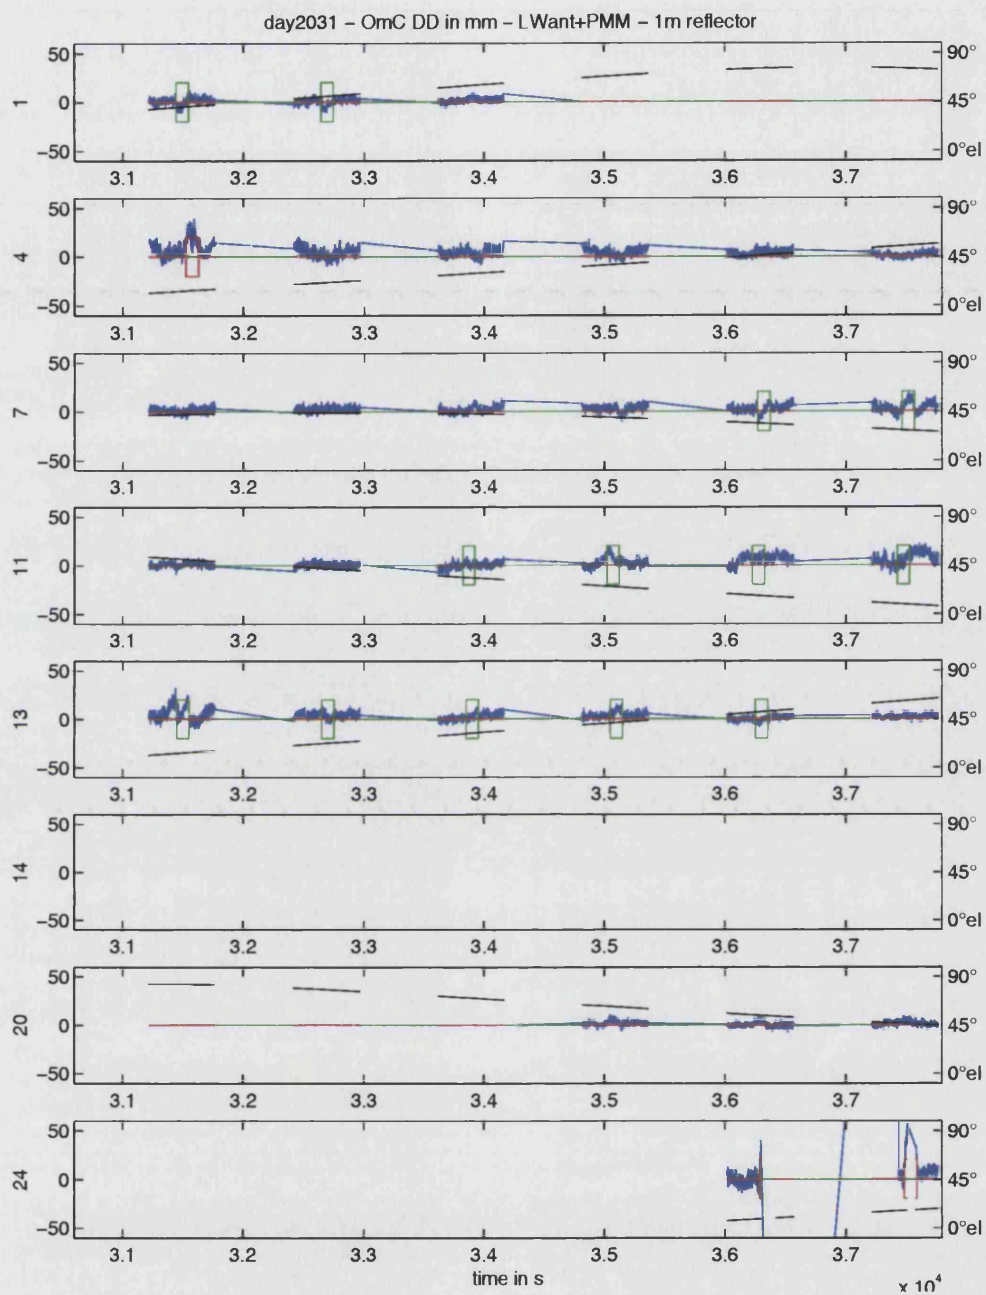 day2031 – OmC DD in mm – LWant+PMM – 1m reflector
50 90°
1 0 45°
–50 0°el
3.1 3.2 3.3 3.4 3.5 3.6 3.7
50 90°
4 0 45°
–50 0°el
3.1 3.2 3.3 3.4 3.5 3.6 3.7
50 90°
7 0 45°
–50 0°el
3.1 3.2 3.3 3.4 3.5 3.6 3.7
50 90°
11 0 45°
–50 0°el
3.1 3.2 3.3 3.4 3.5 3.6 3.7
50 90°
13 0 45°
–50 0°el
3.1 3.2 3.3 3.4 3.5 3.6 3.7
50 90°
14 0 45°
–50 0°el
3.1 3.2 3.3 3.4 3.5 3.6 3.7
50 90°
20 0 45°
–50 0°el
3.1 3.2 3.3 3.4 3.5 3.6 3.7
50 90°
24 0 45°
–50 0°el
3.1 3.2 3.3 3.4 3.5 3.6 3.7
time in s
x 10⁴